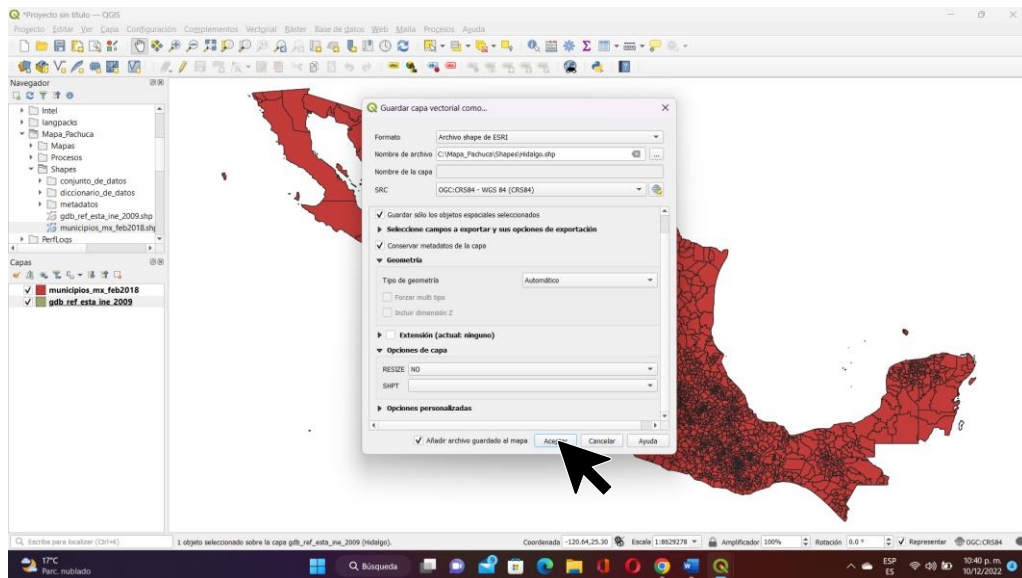 *Proyecto sin título — QGIS
Proyecto Editar Ver Capa Configuración Complementos Vectorial Ráster Base de datos Web Malla Procesos Ayuda
Navegador
Intel
langpacks
Mapa_Pachuca
Mapas
Procesos
Shapes
conjunto_de_datos
diccionario_de_datos
metadatos
gdb_ref_esta_ine_2009.shp
municipios_mx_feb2018.shp
PerfLogs
Capas
municipios_mx_feb2018
gdb_ref_esta_ine_2009
Guardar capa vectorial como...
Formato Archivo shape de ESRI
Nombre de archivo C:\Mapa_Pachuca\Shapes\Hidalgo.shp
Nombre de la capa
SRC OGC:CRS84 - WGS 84 (CRS84)
Guardar sólo los objetos espaciales seleccionados
Seleccione campos a exportar y sus opciones de exportación
Conservar metadatos de la capa
Geometría
Tipo de geometría Automático
Forzar multi tipo
Incluir dimensión Z
Extensión (actual: ninguno)
Opciones de capa
RESIZE NO
SHPT
Opciones personalizadas
Añadir archivo guardado al mapa Cancelar Ayuda
Escriba para localizar (Ctrl+K) 1 objeto seleccionado sobre la capa gdb_ref_esta_ine_2009 (Hidalgo). Coordenada -120.64,25.30 Escala 1:8629278 Amplificador 100% Rotación 0.0 ° Representar OGC:CRS84
17°C
Parc. nublado
Búsqueda
ESP
ES
10:40 p. m.
10/12/2022